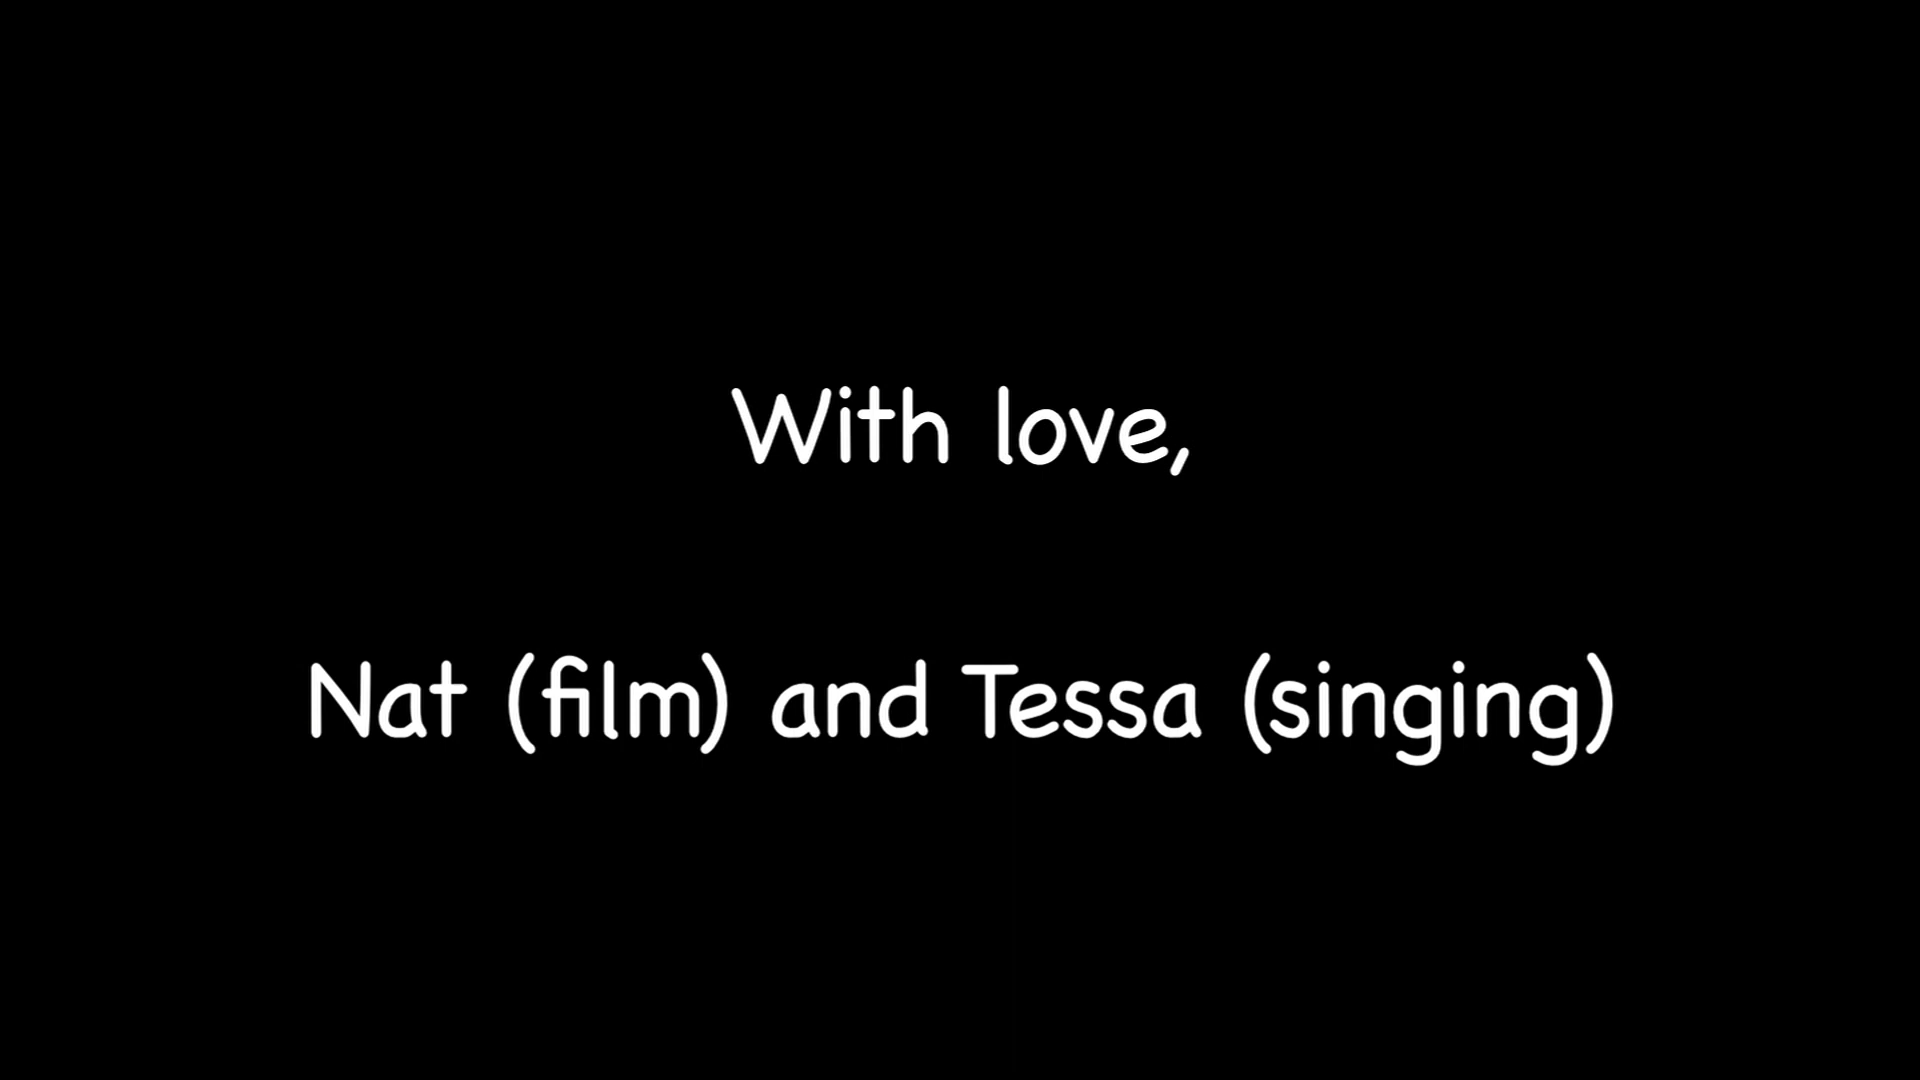 With love,
Nat (film) and Tessa (singing)